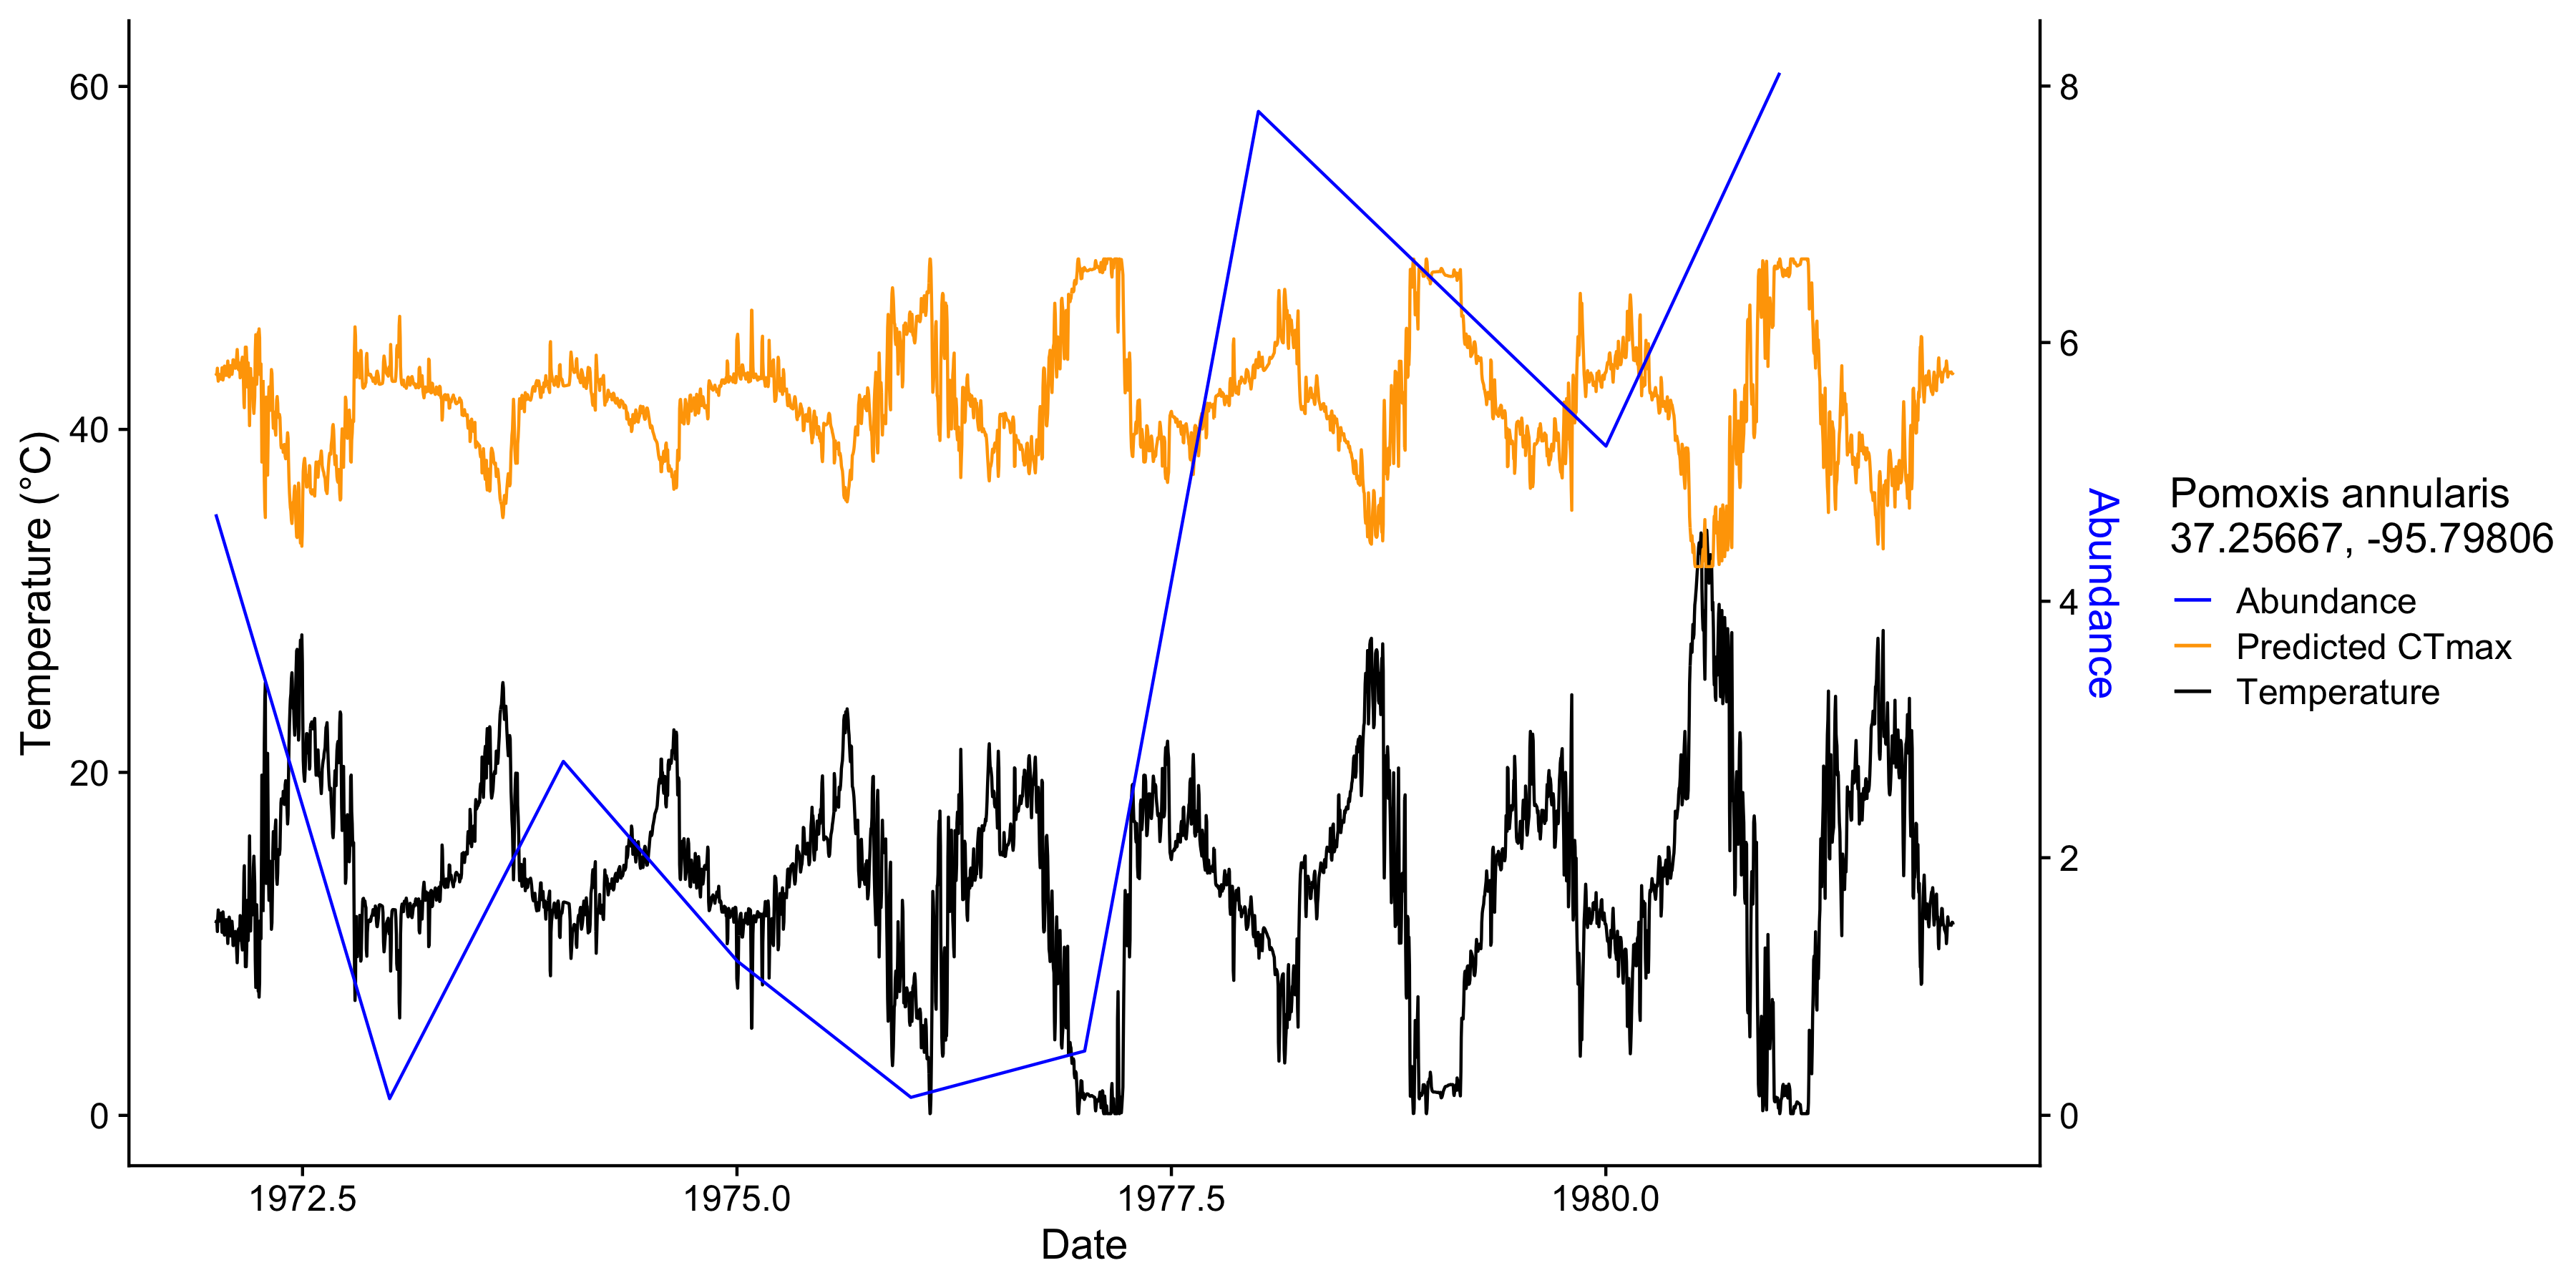 60
40
20
0
Temperature (°C)
8
6
4
2
0
Abundance
1972.5
1975.0
1977.5
1980.0
Date
Pomoxis annularis
37.25667, -95.79806
Abundance
Predicted CTmax
Temperature